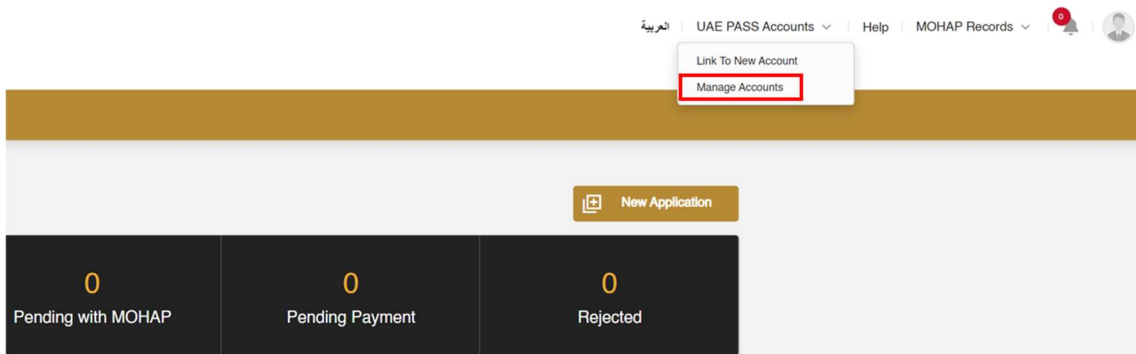 العربية
UAE PASS Accounts
Help
MOHAP Records
0
Link To New Account
Manage Accounts
New Application
0
Pending with MOHAP
0
Pending Payment
0
Rejected